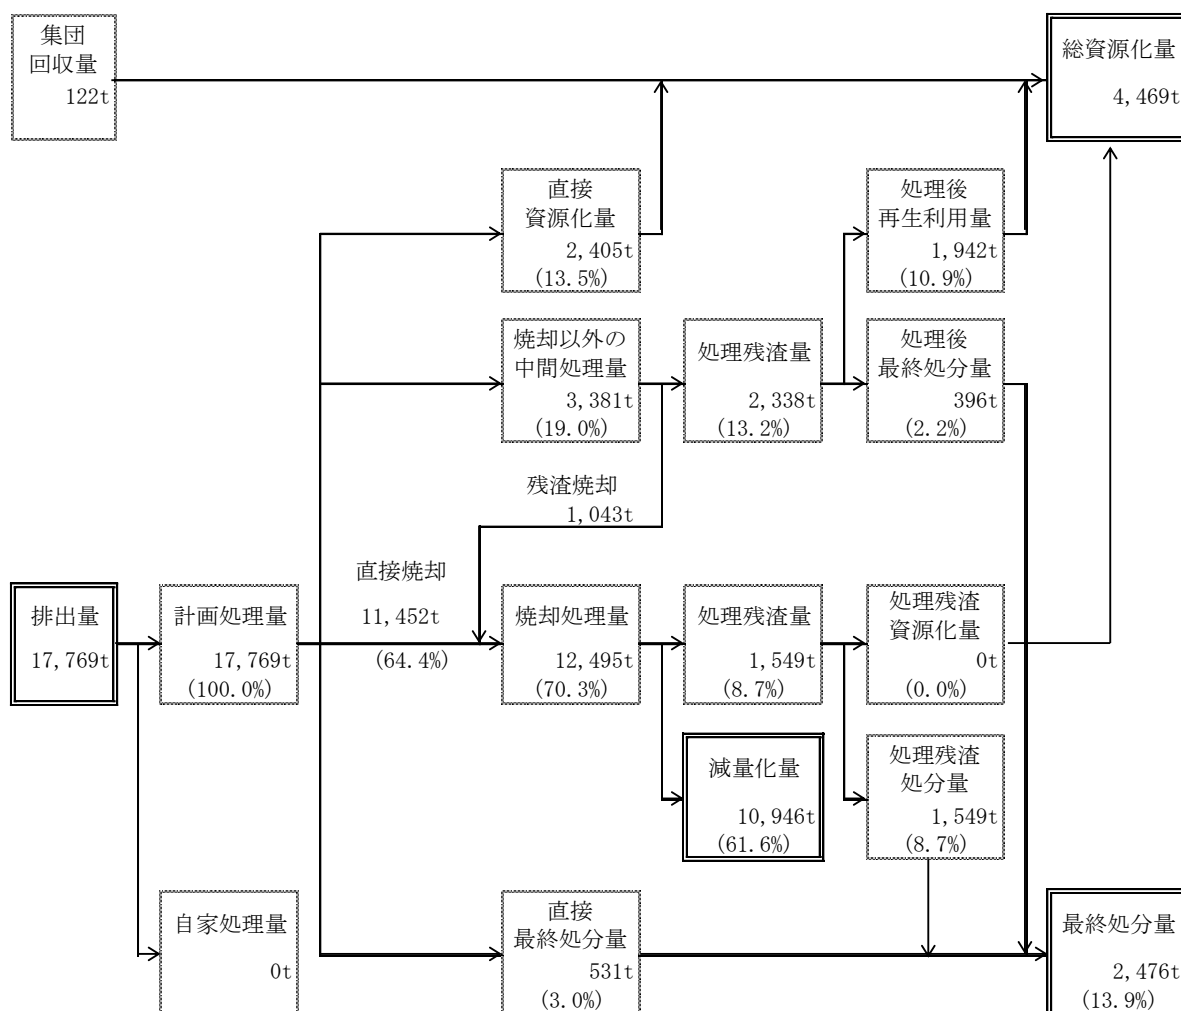 集団
回収量
122t
総資源化量
4,469t
直接
資源化量
2,405t
(13.5%)
処理後
再生利用量
1,942t
(10.9%)
焼却以外の
中間処理量
3,381t
(19.0%)
処理残渣量
2,338t
(13.2%)
処理後
最終処分量
396t
(2.2%)
残渣焼却
1,043t
排出量
17,769t
計画処理量
17,769t
(100.0%)
直接焼却
11,452t
(64.4%)
焼却処理量
12,495t
(70.3%)
処理残渣量
1,549t
(8.7%)
処理残渣
資源化量
0t
(0.0%)
減量化量
10,946t
(61.6%)
処理残渣
処分量
1,549t
(8.7%)
自家処理量
0t
直接
最終処分量
531t
(3.0%)
最終処分量
2,476t
(13.9%)